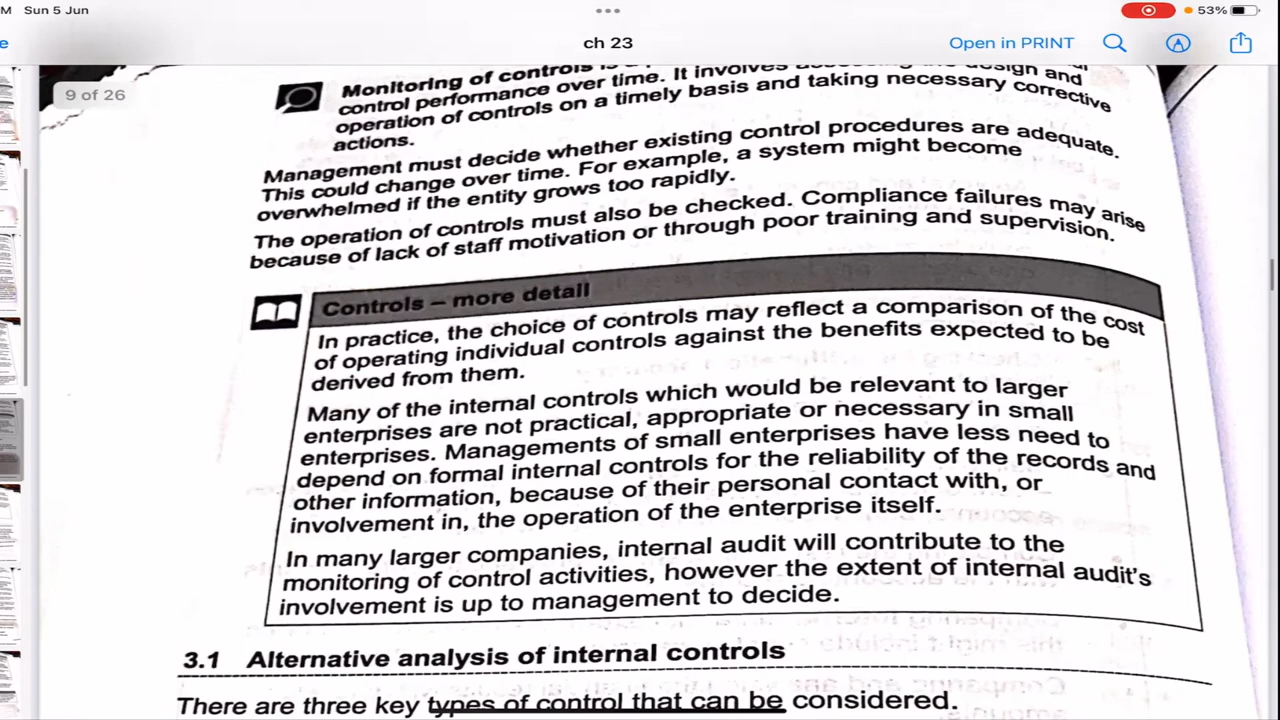 M Sun 5 Jun
53%
e
ch 23
Open in PRINT
9 of 26
Monitoring of controls is a
control performance over time. It involves design and
operation of controls on a timely basis and taking necessary corrective
actions.
Management must decide whether existing control procedures are adequate.
This could change over time. For example, a system might become
overwhelmed if the entity grows too rapidly.
The operation of controls must also be checked. Compliance failures may arise
because of lack of staff motivation or through poor training and supervision.
Controls – more detail
In practice, the choice of controls may reflect a comparison of the cost
of operating individual controls against the benefits expected to be
derived from them.
Many of the internal controls which would be relevant to larger
enterprises are not practical, appropriate or necessary in small
enterprises. Managements of small enterprises have less need to
depend on formal internal controls for the reliability of the records and
other information, because of their personal contact with, or
involvement in, the operation of the enterprise itself.
In many larger companies, internal audit will contribute to the
monitoring of control activities, however the extent of internal audit's
involvement is up to management to decide.
3.1 Alternative analysis of internal controls
There are three key types of control that can be considered.